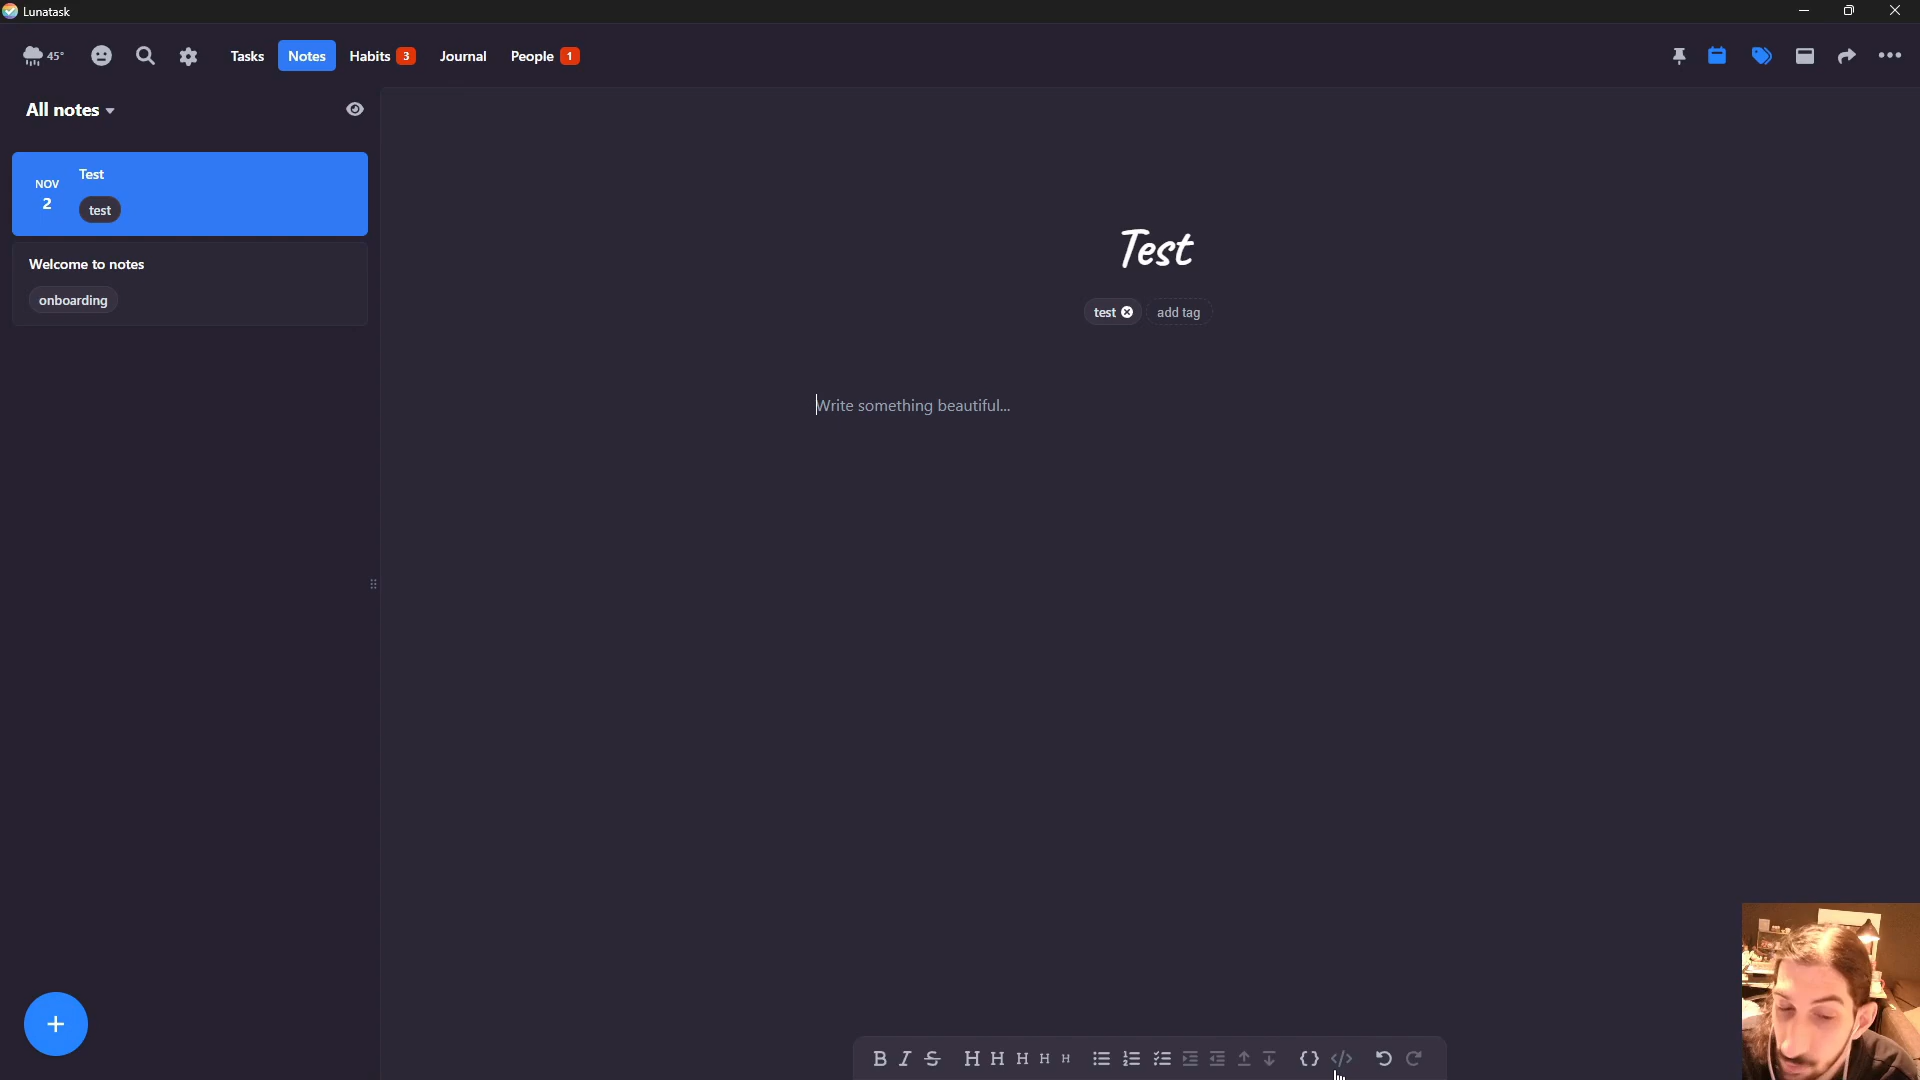 Lunatask
45°
Tasks
Notes
Habits 3
Journal
People 1
All notes
NOV
2
Test
test
Welcome to notes
onboarding
Test
test
add tag
Write something beautiful...
B I S H H H H H